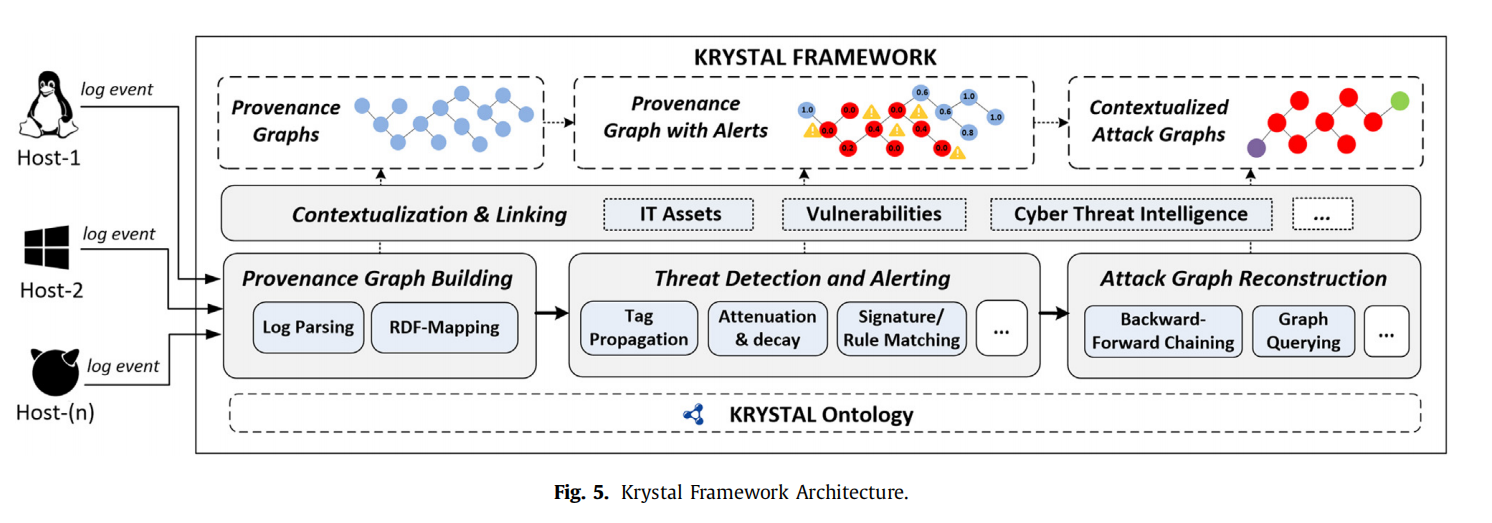 KRYSTAL FRAMEWORK
log event
Host-1
Provenance
Graphs
Provenance
Graph with Alerts
1.0
0.0
0.0
0.6
1.0
0.0
0.4
0.4
0.6
1.0
0.8
0.2
0.0
0.0
Contextualized
Attack Graphs
Contextualization & Linking
IT Assets
Vulnerabilities
Cyber Threat Intelligence
...
log event
Host-2
Provenance Graph Building
Log Parsing
RDF-Mapping
Threat Detection and Alerting
Tag
Propagation
Attenuation
& decay
Signature/
Rule Matching
...
Attack Graph Reconstruction
Backward-
Forward Chaining
Graph
Querying
...
log event
Host-(n)
KRYSTAL Ontology
Fig. 5. Krystal Framework Architecture.